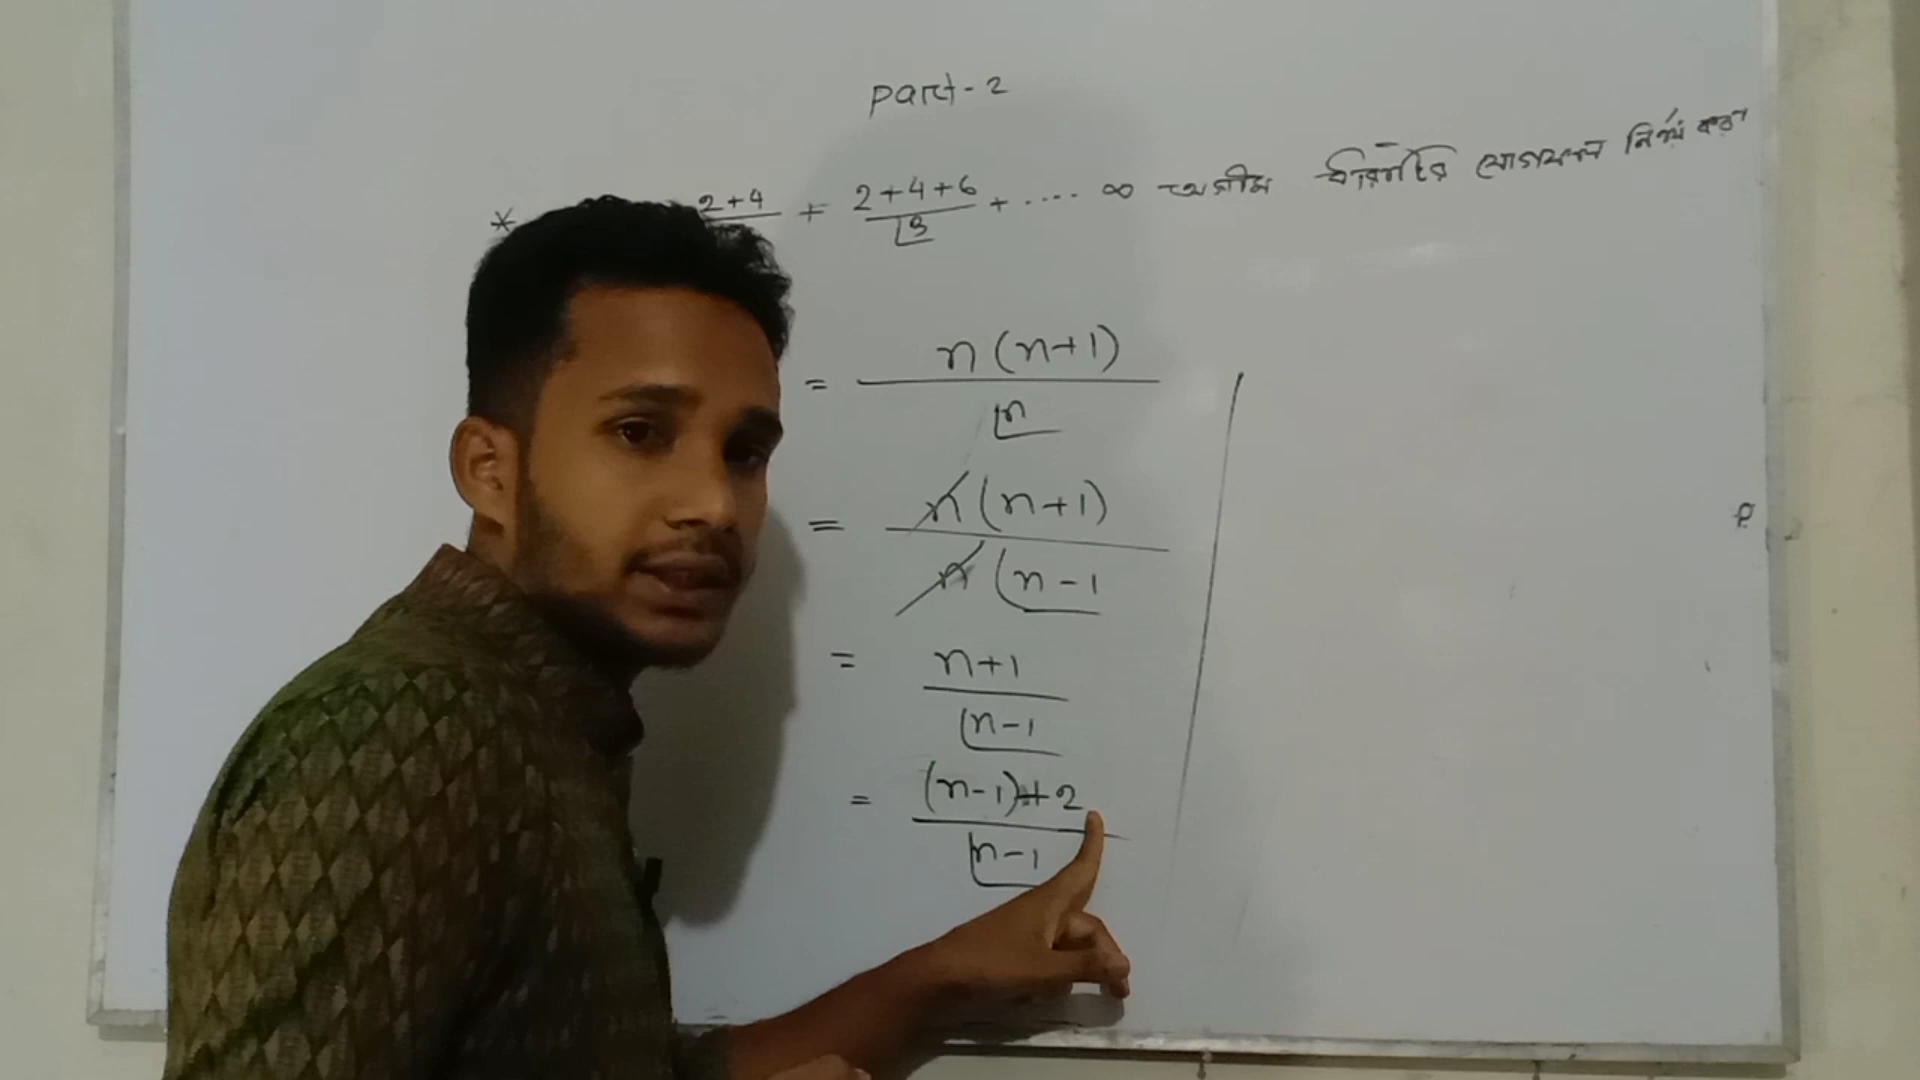 Part-2
* 2+4 + 2+4+6/⌊3 + .... ∞ অসীম ধারাটির যোগফল নির্ণয় কর
= n(n+1)/⌊n
= n(n+1)/n⌊n-1
= n+1/⌊n-1
= (n-1)+2/⌊n-1